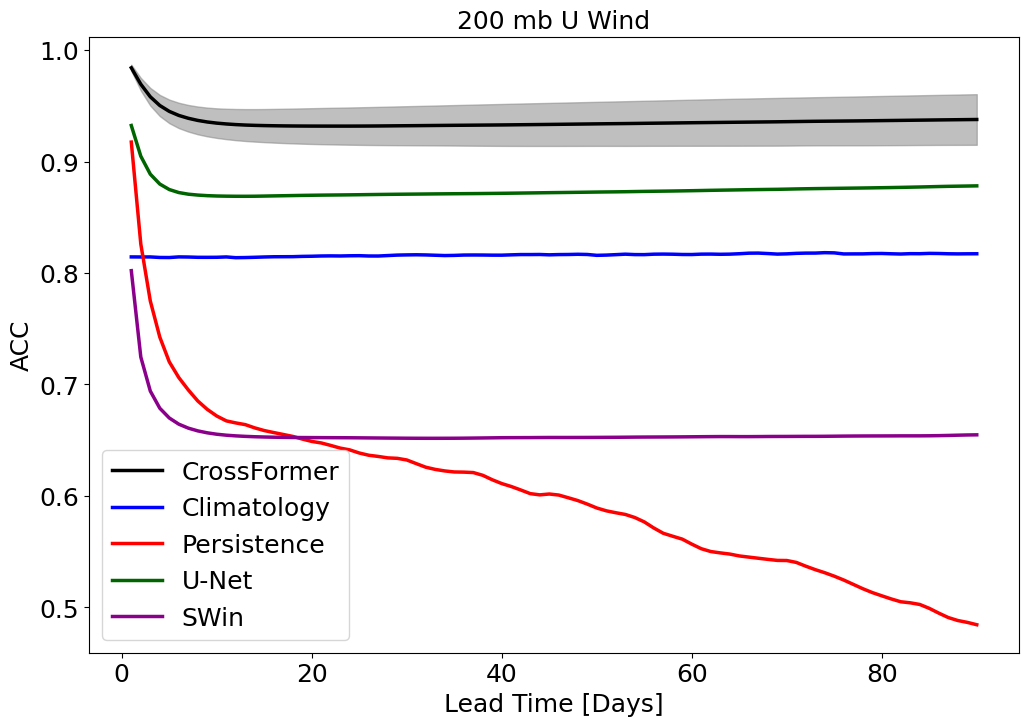 200 mb U Wind
ACC
1.0
0.9
0.8
0.7
0.6
0.5
CrossFormer
Climatology
Persistence
U-Net
SWin
0 20 40 60 80
Lead Time [Days]